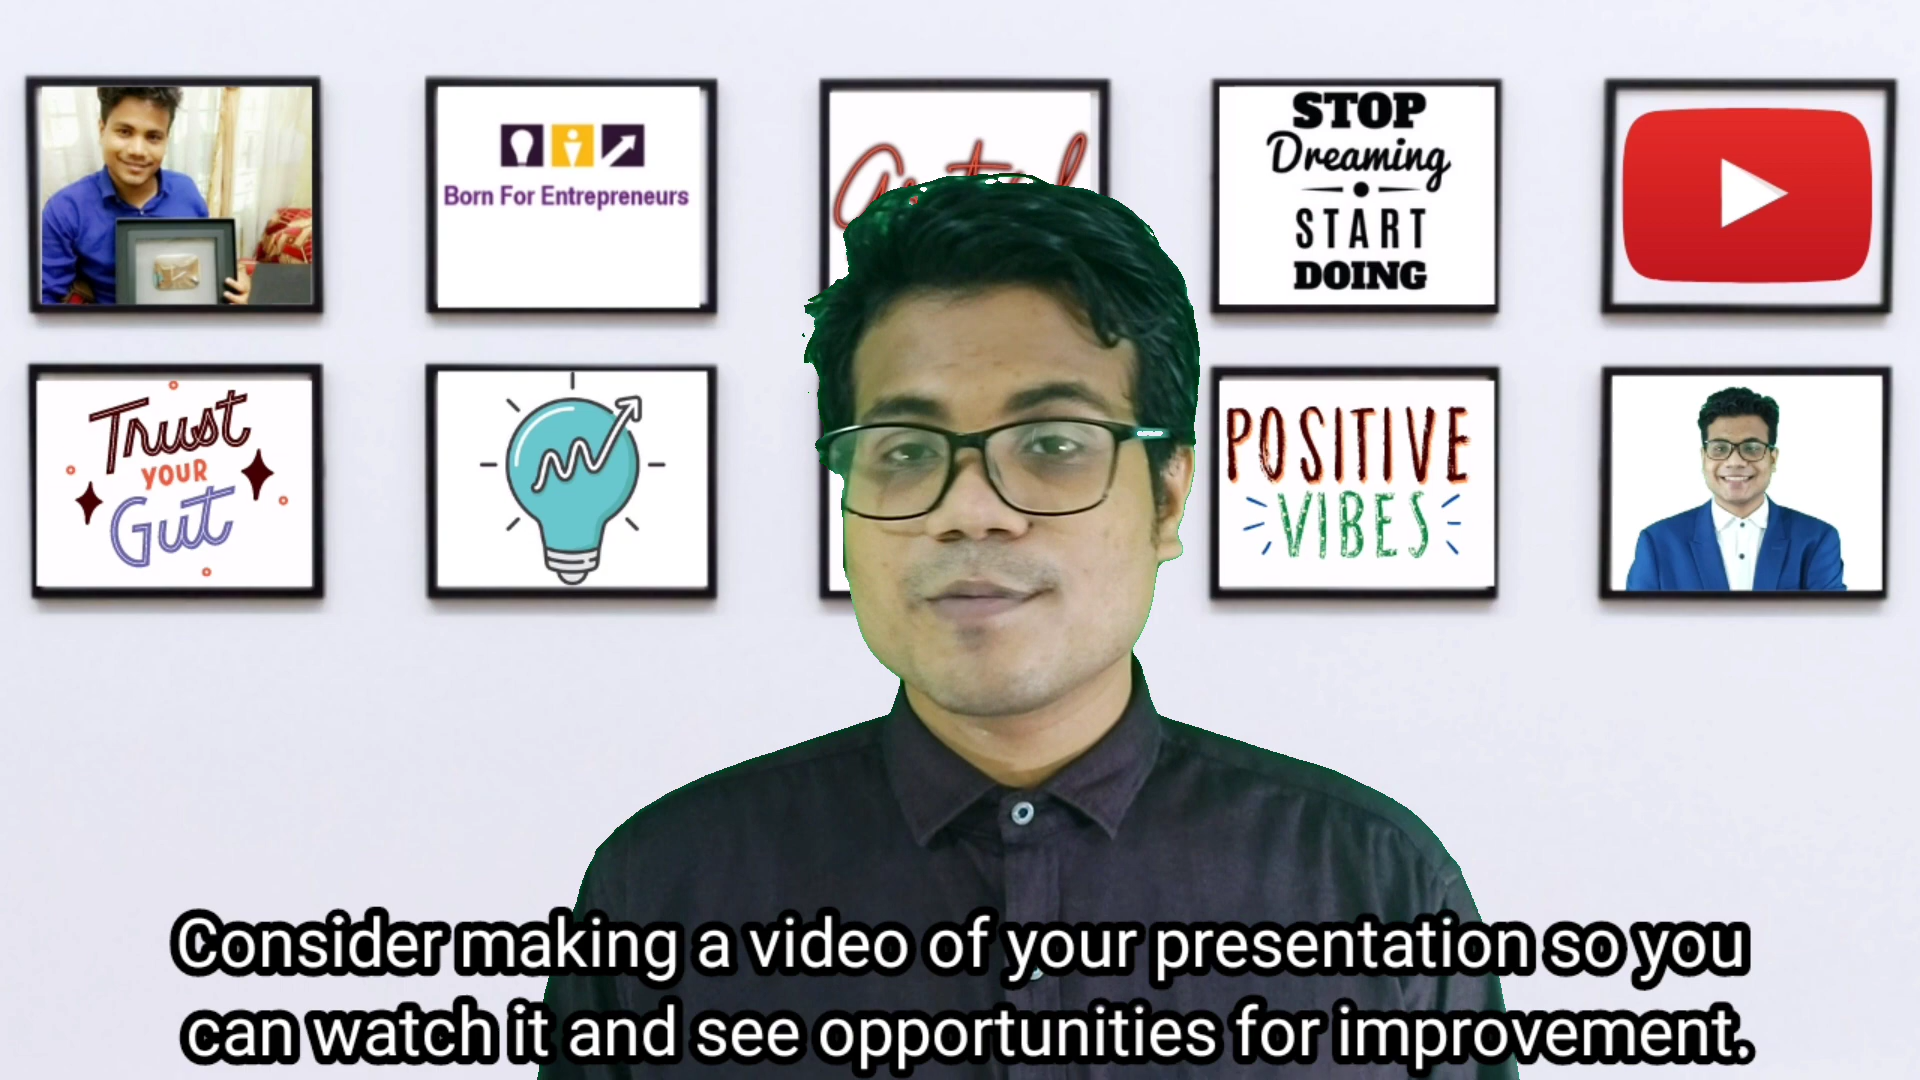 Born For Entrepreneurs
STOP
Dreaming
START
DOING
Trust
YOUR
Gut
POSITIVE
VIBES
Consider making a video of your presentation so you
can watch it and see opportunities for improvement.